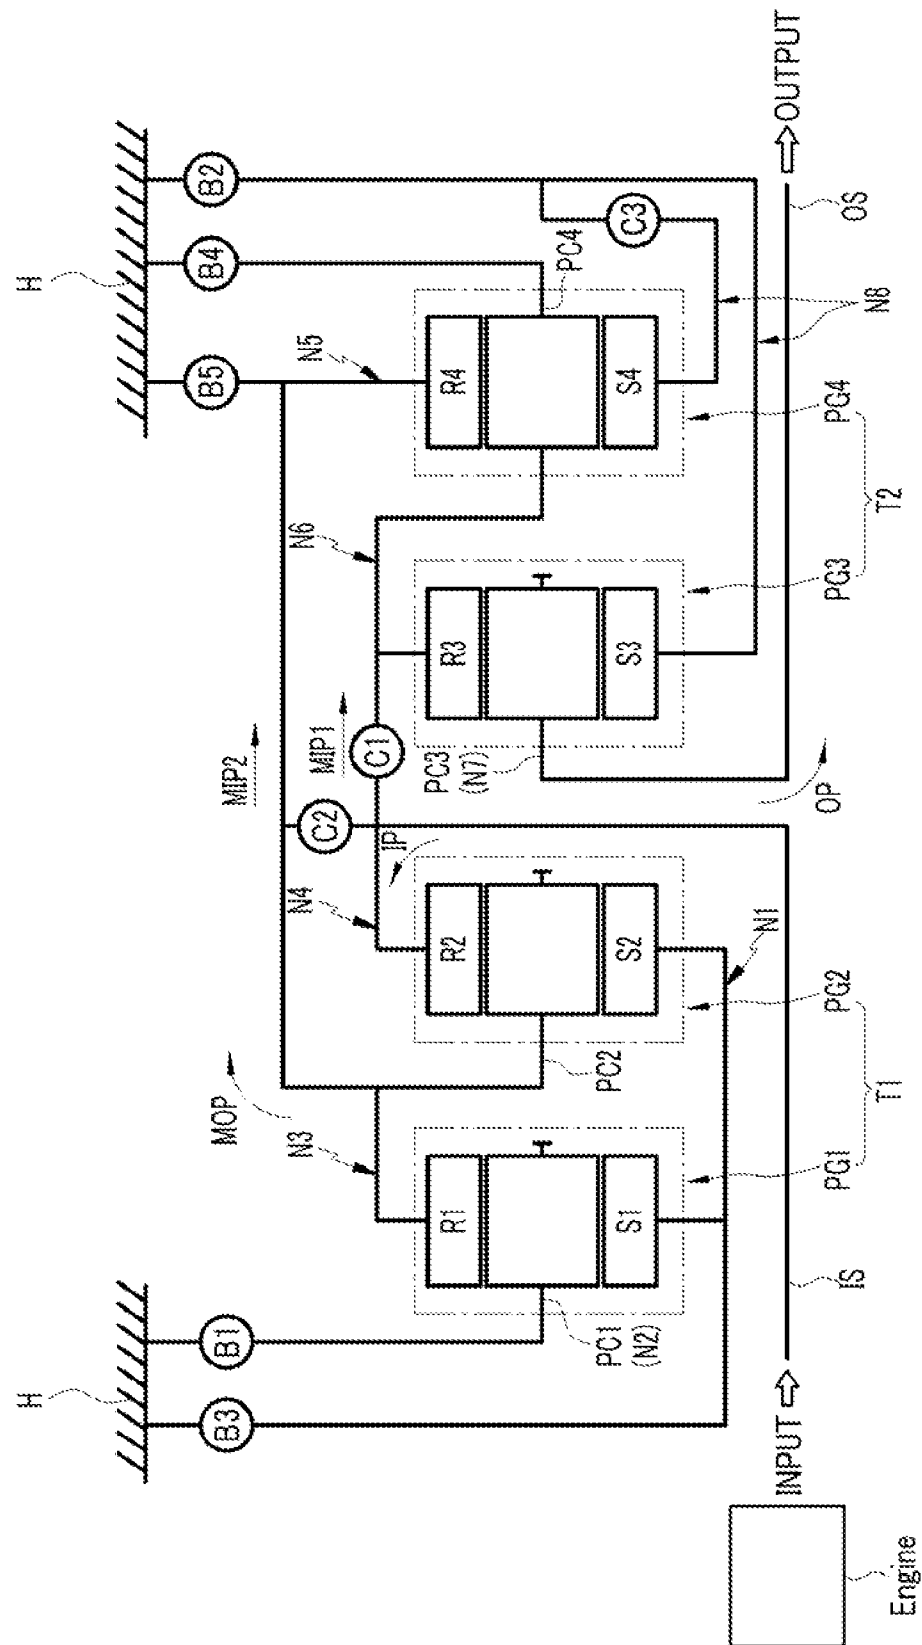 H
H
B3
B1
B5
B4
B2
MOP
MIP2
MIP1
N3
N4
N6
N5
C2
C1
IP
R1
R2
R3
R4
PC4
C3
PC1
(N2)
PC2
PC3
(N7)
S1
S2
S3
S4
N1
OP
N8
PG1
PG2
PG3
PG4
T1
T2
IS
OS
INPUT
OUTPUT
Engine